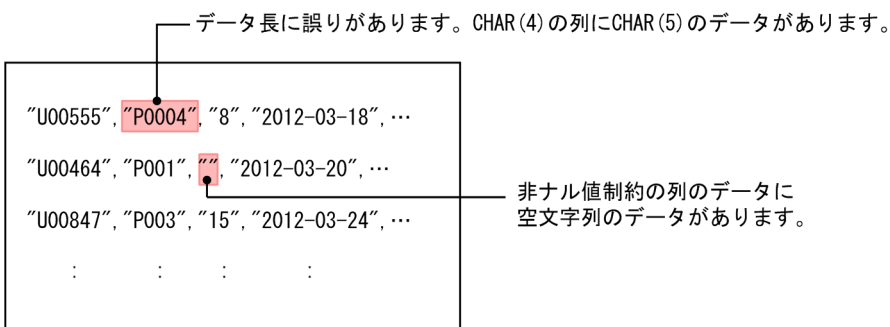 データ長に誤りがあります。CHAR(4)の列にCHAR(5)のデータがあります。
"U00555","P0004","8","2012-03-18",…
"U00464","P001","","2012-03-20",…
非ナル値制約の列のデータに
空文字列のデータがあります。
"U00847","P003","15","2012-03-24",…
: : : :